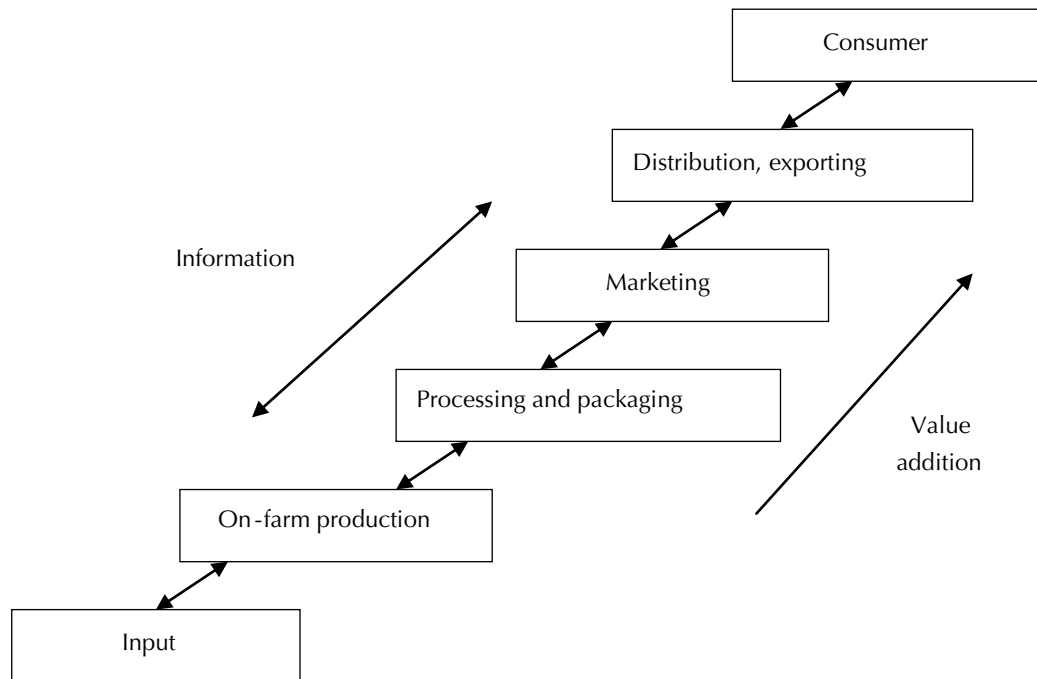 Consumer
Distribution, exporting
Information
Marketing
Processing and packaging
Value
addition
On-farm production
Input